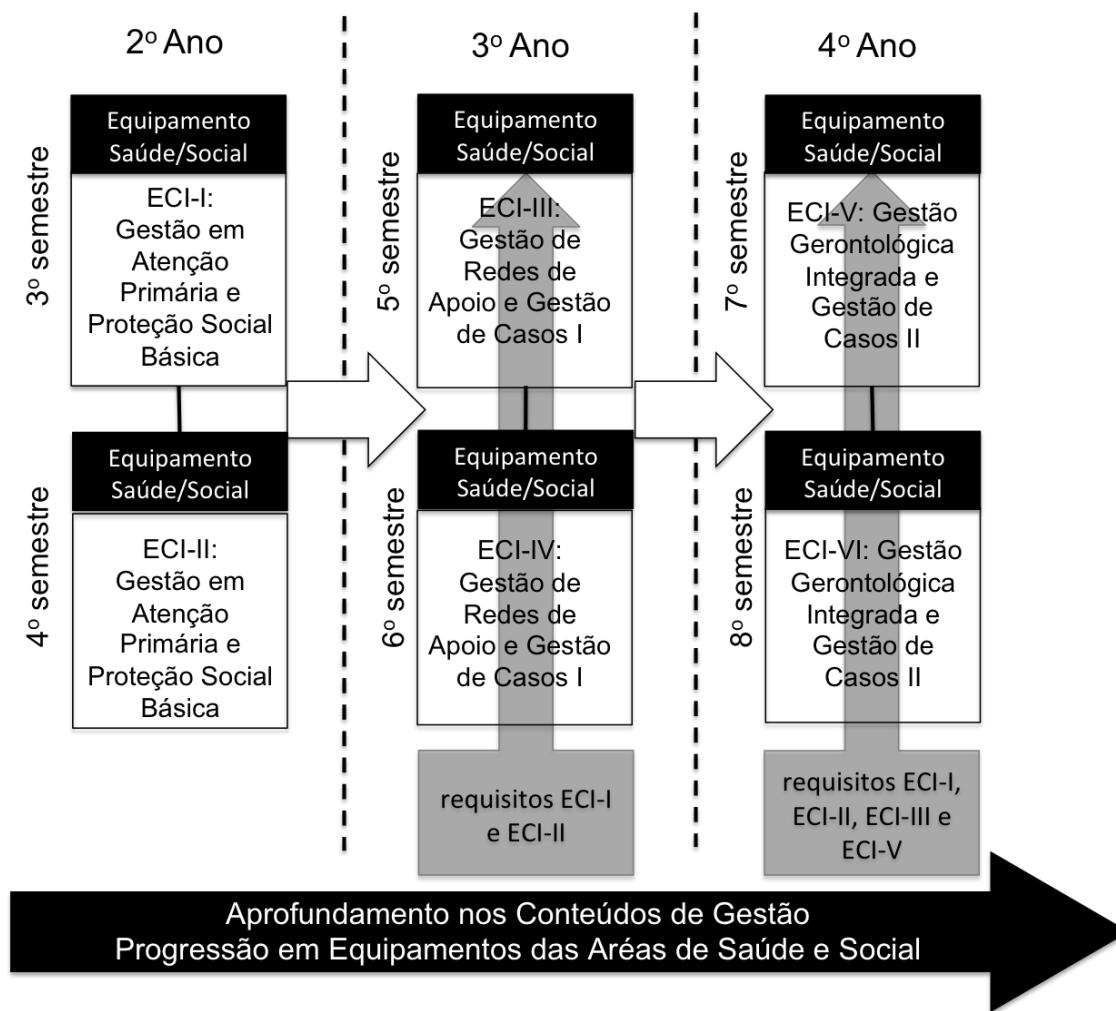 2º Ano
3º Ano
4º Ano
3º semestre
Equipamento
Saúde/Social
ECI-I:
Gestão em
Atenção
Primária e
Proteção Social
Básica
5º semestre
Equipamento
Saúde/Social
ECI-III:
Gestão de
Redes de
Apoio e Gestão
de Casos I
7º semestre
Equipamento
Saúde/Social
ECI-V: Gestão
Gerontológica
Integrada e
Gestão de
Casos II
4º semestre
Equipamento
Saúde/Social
ECI-II:
Gestão em
Atenção
Primária e
Proteção Social
Básica
6º semestre
Equipamento
Saúde/Social
ECI-IV:
Gestão de
Redes de
Apoio e Gestão
de Casos I
8º semestre
Equipamento
Saúde/Social
ECI-VI: Gestão
Gerontológica
Integrada e
Gestão de
Casos II
requisitos ECI-I
e ECI-II
requisitos ECI-I,
ECI-II, ECI-III e
ECI-V
Aprofundamento nos Conteúdos de Gestão
Progressão em Equipamentos das Aréas de Saúde e Social